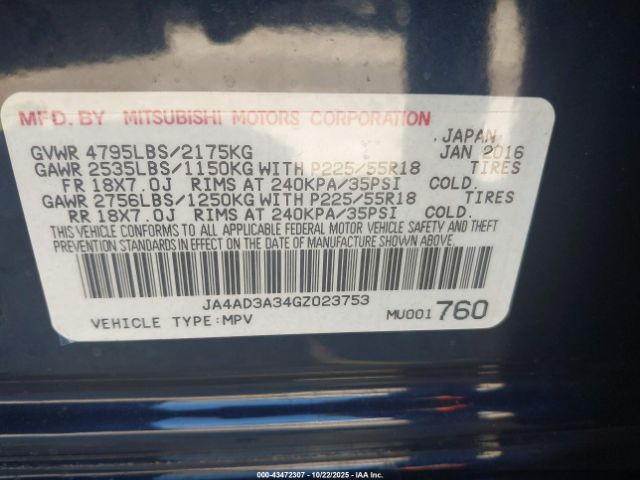 MFD. BY MITSUBISHI MOTORS CORPORATION
JAPAN
GVWR 4795LBS/2175KG JAN 2016
GAWR 2535LBS/1150KG WITH P225/55R18 TIRES
FR 18X7.0J RIMS AT 240KPA/35PSI COLD.
GAWR 2756LBS/1250KG WITH P225/55R18 TIRES
RR 18X7.0J RIMS AT 240KPA/35PSI COLD.
THIS VEHICLE CONFORMS TO ALL APPLICABLE FEDERAL MOTOR VEHICLE SAFETY AND THEFT
PREVENTION STANDARDS IN EFFECT ON THE DATE OF MANUFACTURE SHOWN ABOVE.
JA4AD3A34GZ023753
VEHICLE TYPE:MPV MU001 760
000-43472307 - 10/22/2025 - IAA Inc.